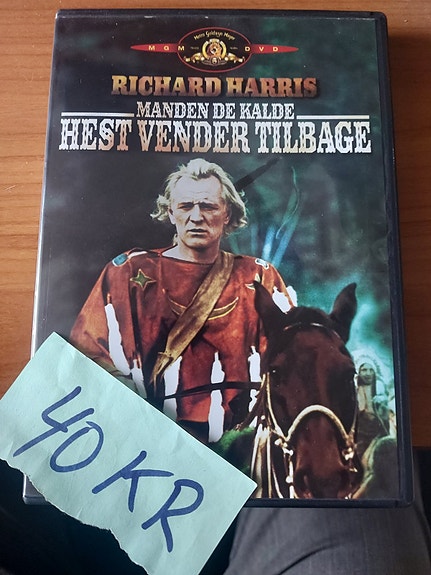 MGM DVD
RICHARD HARRIS
MANDEN DE KALDE
HEST VENDER TILBAGE
40 KR